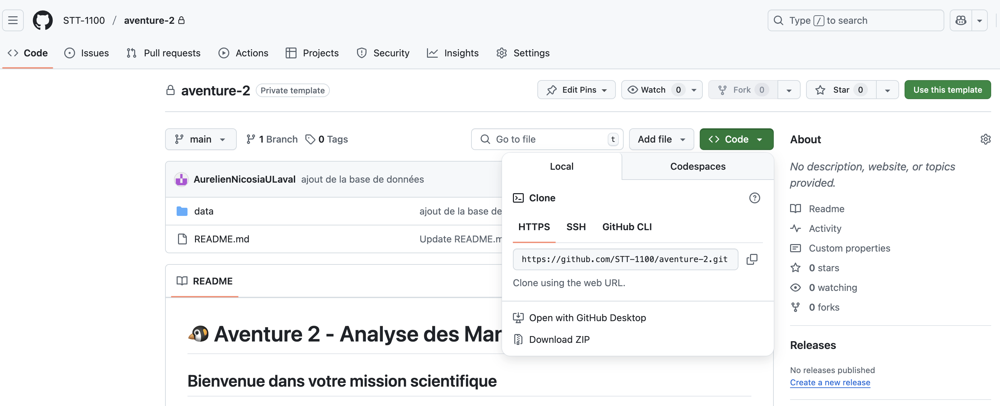 STT-1100 / aventure-2
Type / to search
Code Issues Pull requests Actions Projects Security Insights Settings
aventure-2 Private template
Edit Pins Watch 0 Fork 0 Star 0 Use this template
main 1 Branch 0 Tags
Go to file t Add file Code
AurelienNicosiaULaval ajout de la base de données
data ajout de la base de
README.md Update README.m
README
🐧 Aventure 2 - Analyse des Mar
Bienvenue dans votre mission scientifique
Local Codespaces
Clone
HTTPS SSH GitHub CLI
https://github.com/STT-1100/aventure-2.git
Clone using the web URL.
Open with GitHub Desktop
Download ZIP
About
No description, website, or topics
provided.
Readme
Activity
Custom properties
0 stars
0 watching
0 forks
Releases
No releases published
Create a new release